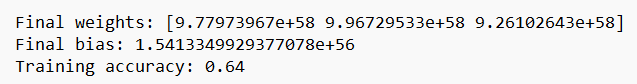 Final weights: [9.77973967e+58 9.96729533e+58 9.26102643e+58]
Final bias: 1.5413349929377078e+56
Training accuracy: 0.64